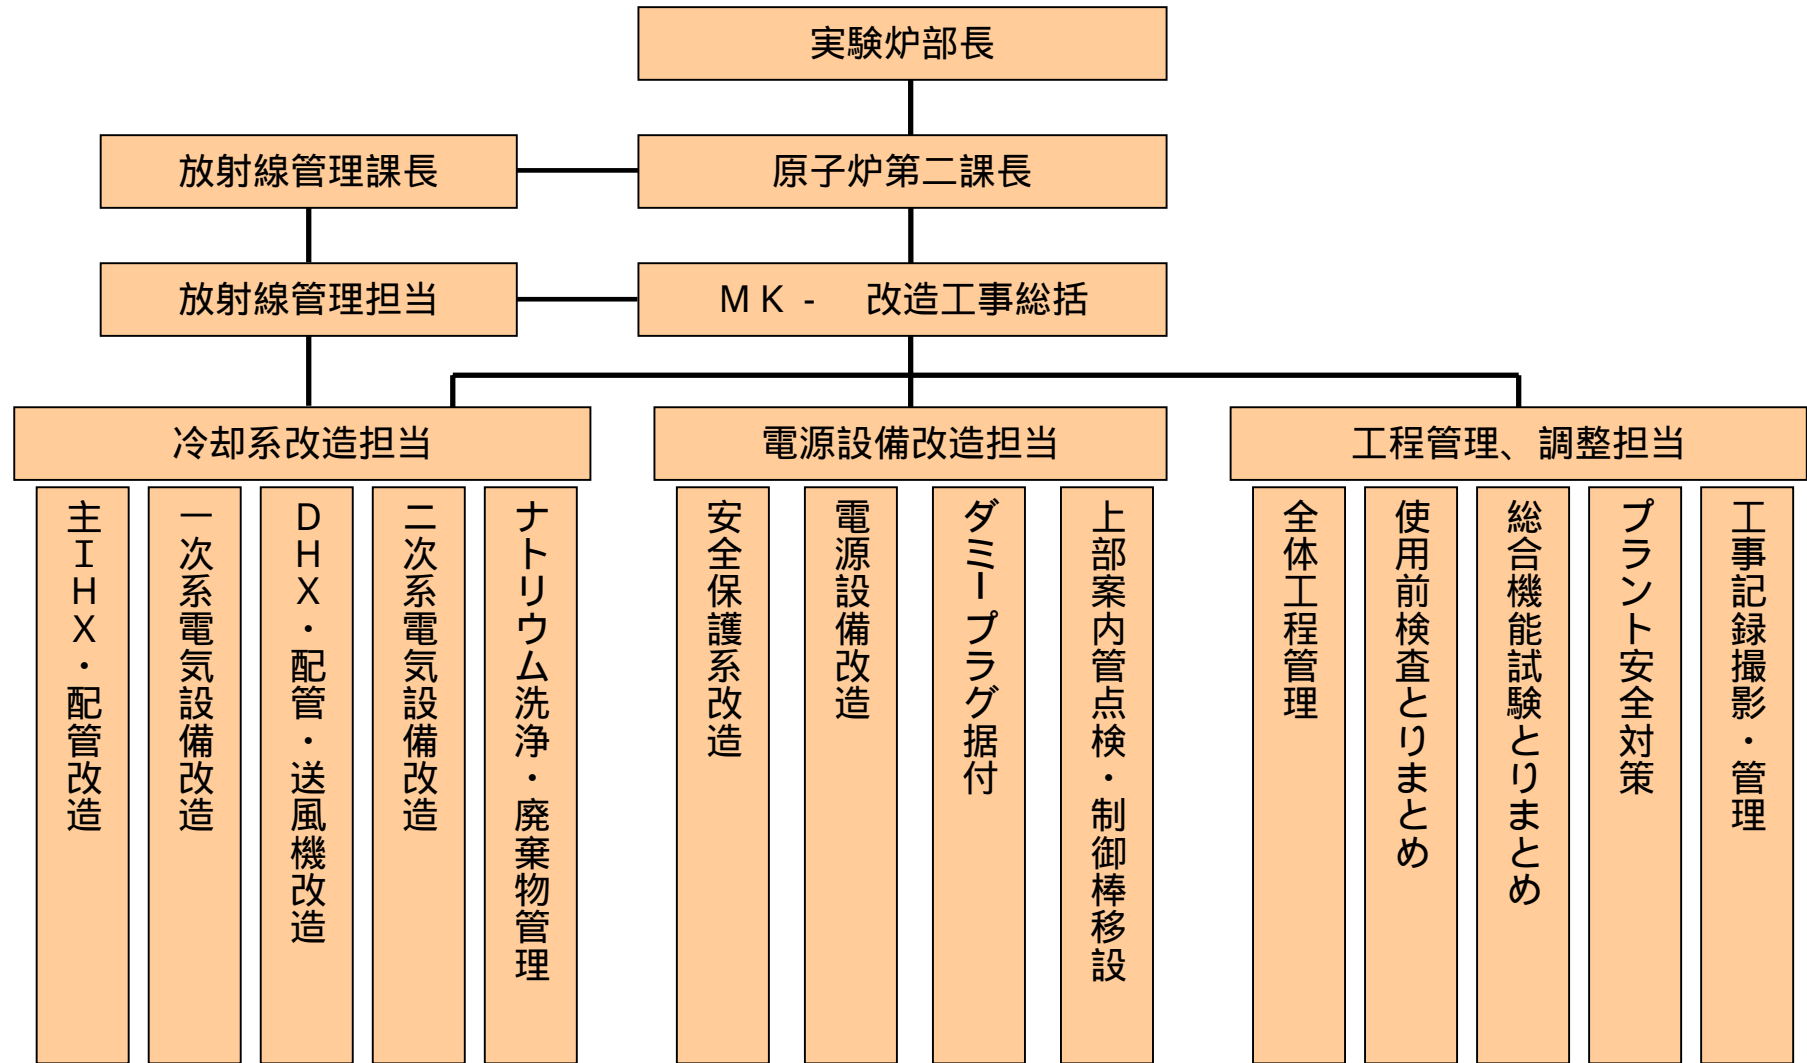 実験炉部長
放射線管理課長
原子炉第二課長
放射線管理担当
ＭＫ‐　改造工事総括
冷却系改造担当
電源設備改造担当
工程管理、調整担当
主ＩＨＸ・配管改造
一次系電気設備改造
ＤＨＸ・配管・送風機改造
二次系電気設備改造
ナトリウム洗浄・廃棄物管理
安全保護系改造
電源設備改造
ダミープラグ据付
上部案内管点検・制御棒移設
全体工程管理
使用前検査とりまとめ
総合機能試験とりまとめ
プラント安全対策
工事記録撮影・管理